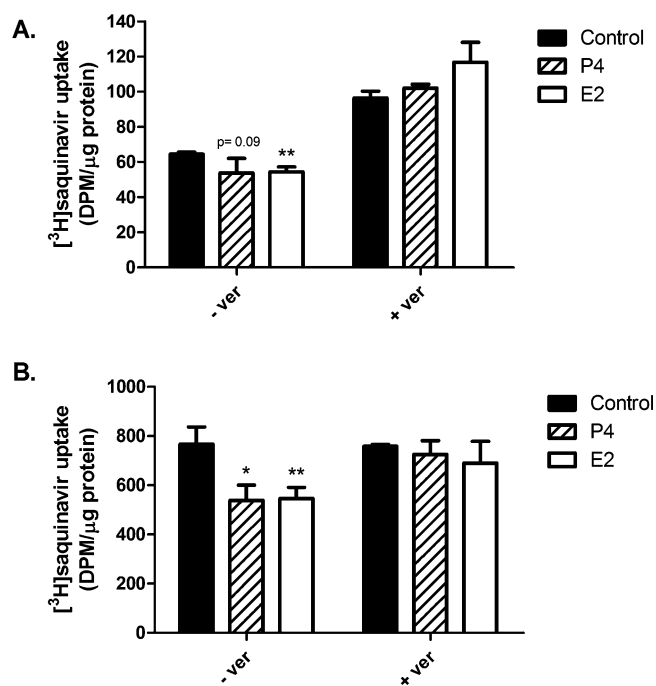 A.
[³H]saquinavir uptake
(DPM/µg protein)
140
120
100
80
60
40
20
0
p= 0.09
**
- ver
+ ver
Control
P4
E2
B.
[³H]saquinavir uptake
(DPM/µg protein)
1000
800
600
400
200
0
*
**
- ver
+ ver
Control
P4
E2